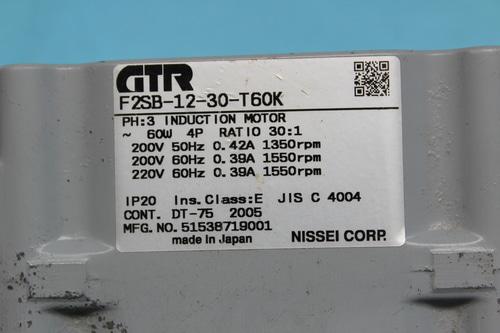 GTR
F2SB-12-30-T60K
PH:3 INDUCTION MOTOR
~ 60W 4P RATIO 30:1
200V 50Hz 0.42A 1350rpm
200V 60Hz 0.39A 1550rpm
220V 60Hz 0.39A 1550rpm
IP20 Ins.Class:E JIS C 4004
CONT. DT-75 2005
MFG.NO.51538719001
made in Japan NISSEI CORP.